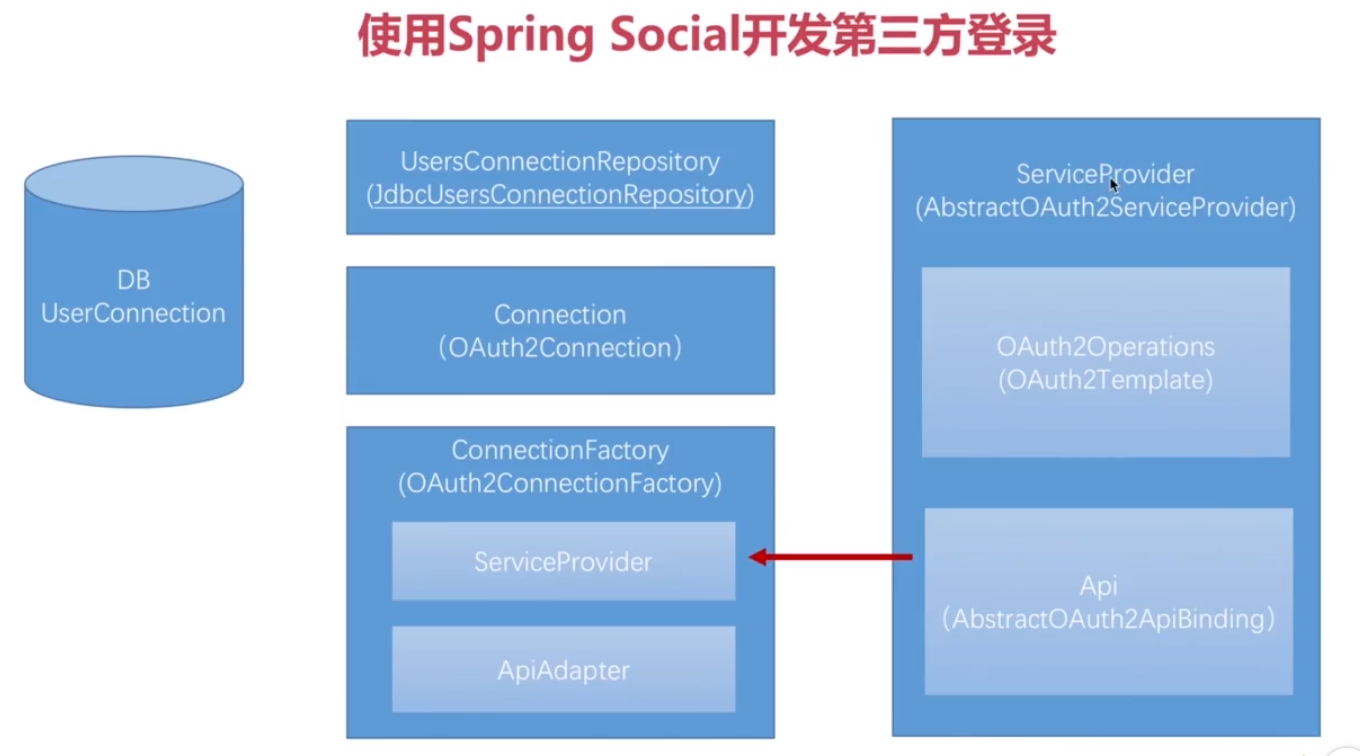 使用Spring Social开发第三方登录
DB
UserConnection
UsersConnectionRepository
(JdbcUsersConnectionRepository)
Connection
（OAuth2Connection）
ConnectionFactory
(OAuth2ConnectionFactory)
ServiceProvider
ApiAdapter
ServiceProvider
(AbstractOAuth2ServiceProvider)
OAuth2Operations
(OAuth2Template)
Api
（AbstractOAuth2ApiBinding）